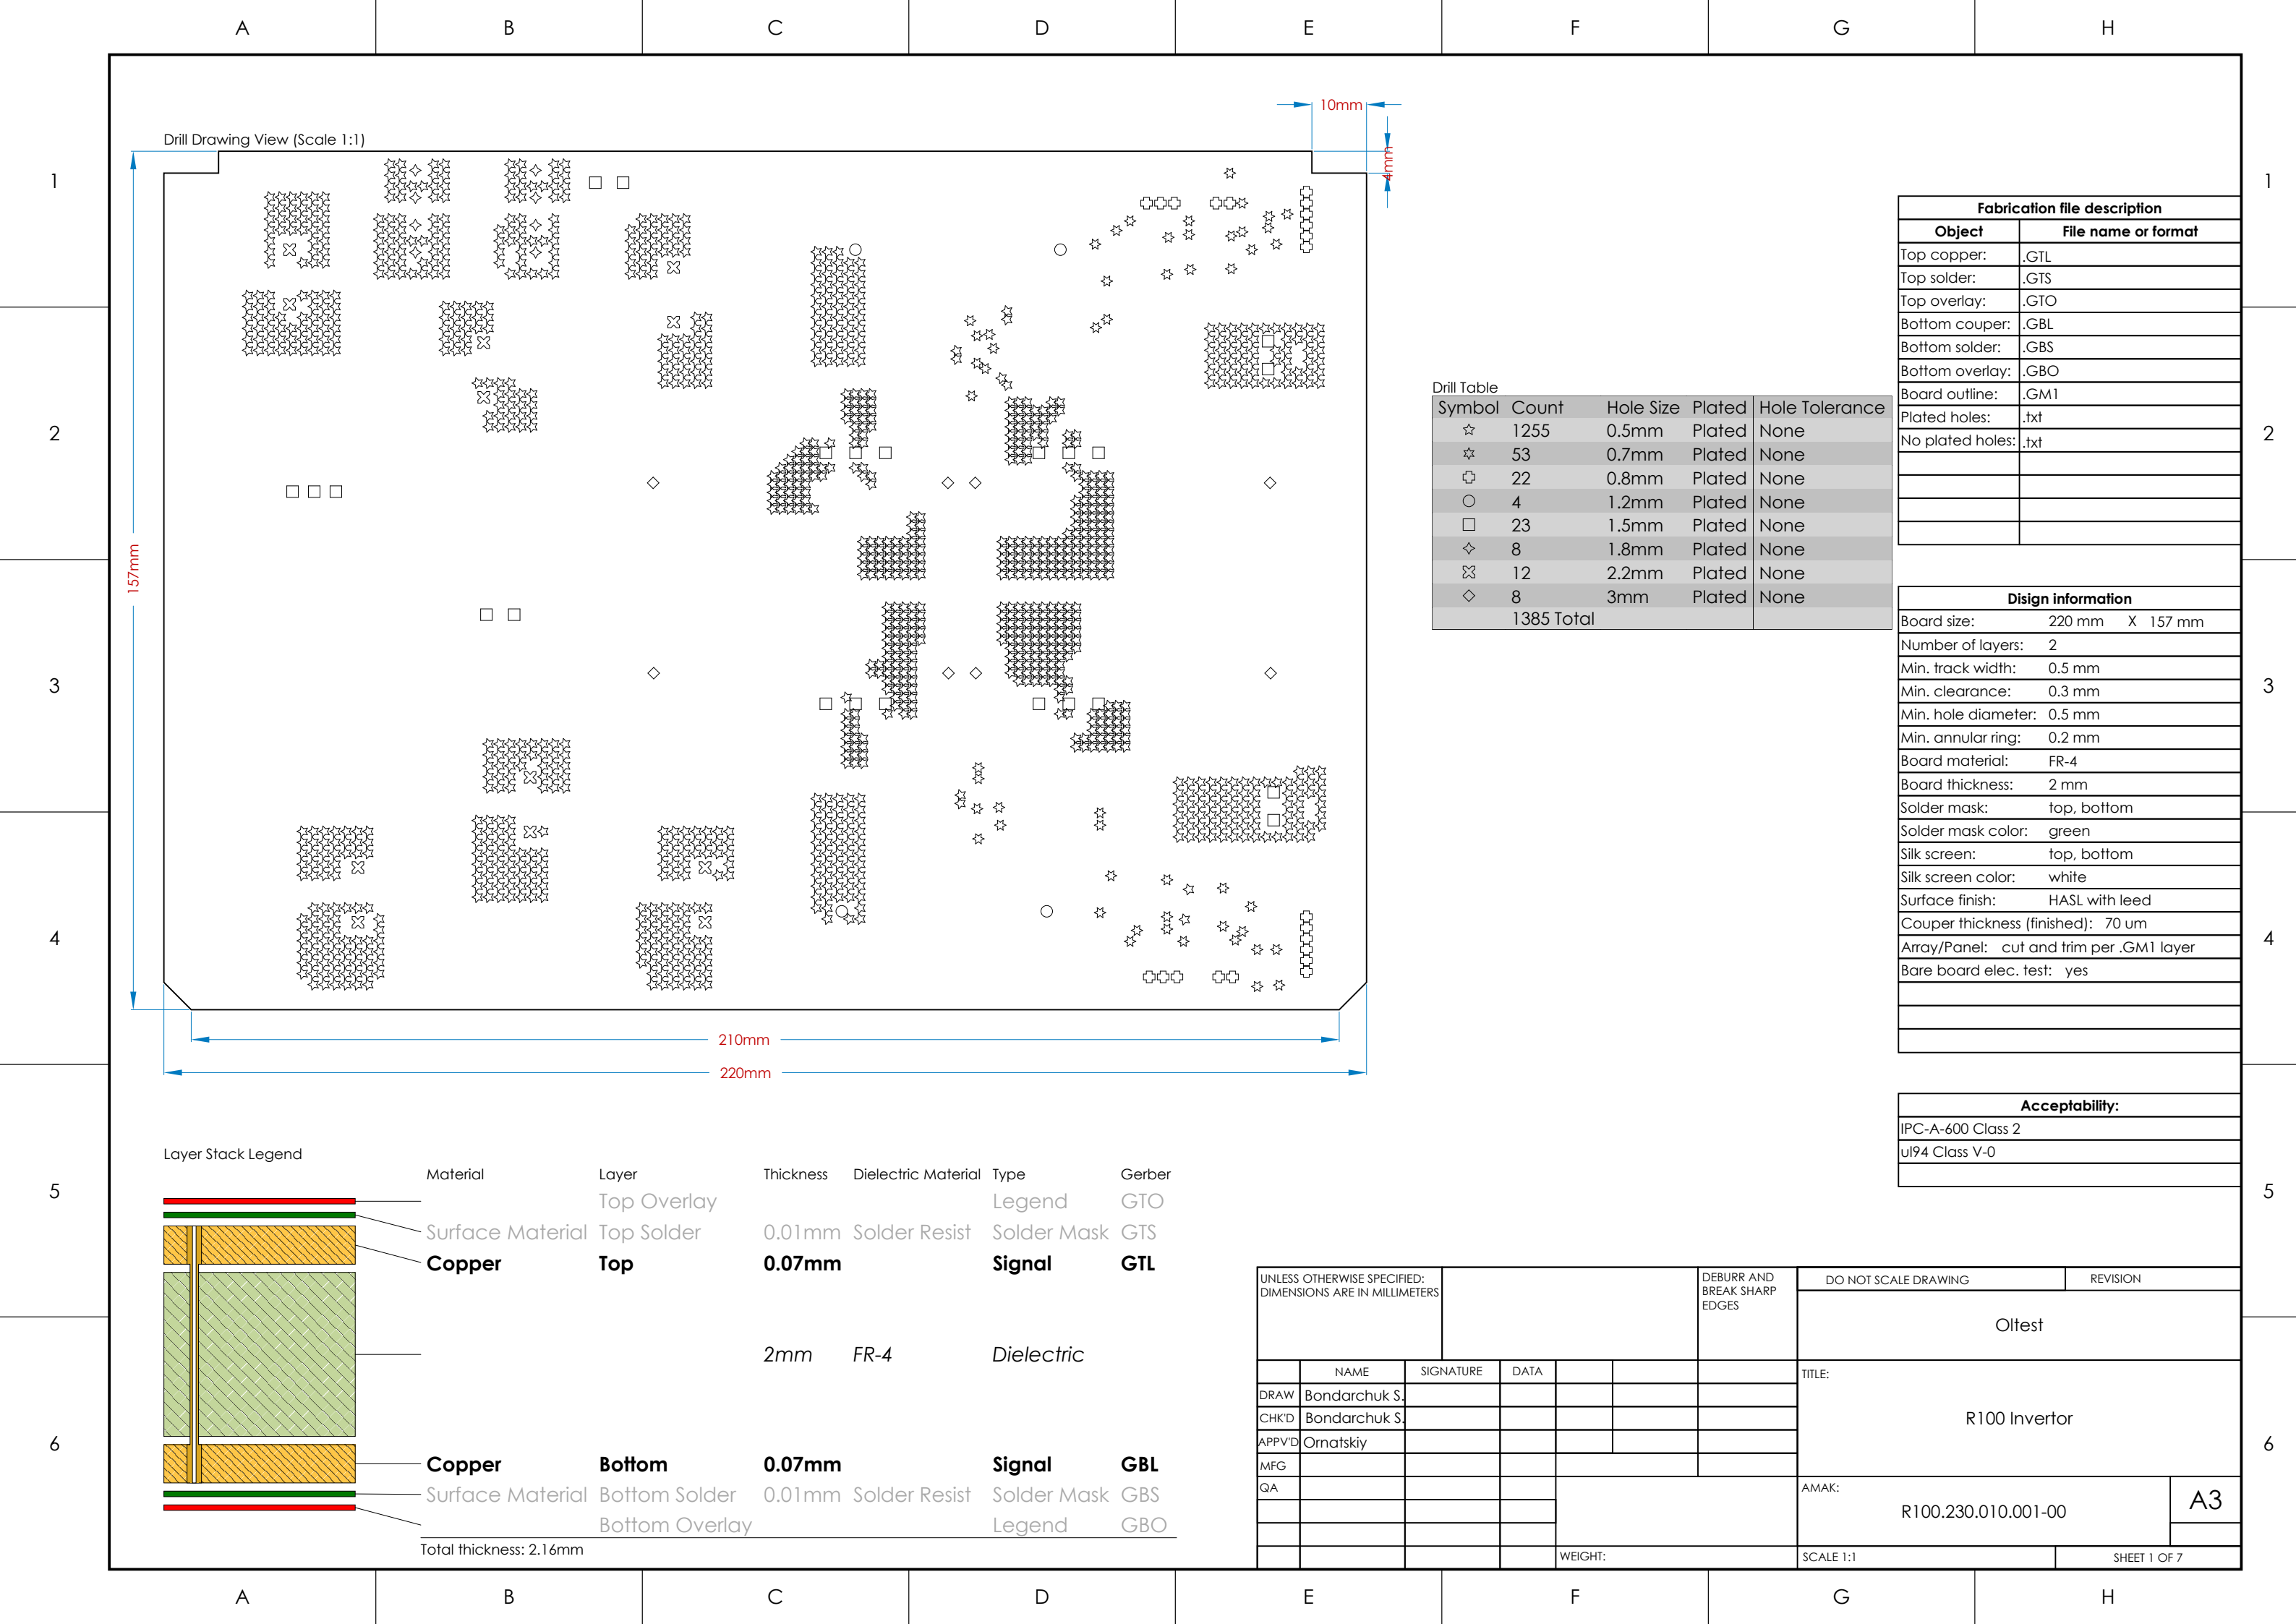 A B C D E F G H
10mm
4mm
Drill Drawing View (Scale 1:1)
1 1
2 2
3 3
4 4
5 5
6 6
157mm
210mm
220mm
Drill Table
Symbol Count Hole Size Plated Hole Tolerance
1255 0.5mm Plated None
53 0.7mm Plated None
22 0.8mm Plated None
4 1.2mm Plated None
23 1.5mm Plated None
8 1.8mm Plated None
12 2.2mm Plated None
8 3mm Plated None
1385 Total
Fabrication file description
Object File name or format
Top copper: .GTL
Top solder: .GTS
Top overlay: .GTO
Bottom couper: .GBL
Bottom solder: .GBS
Bottom overlay: .GBO
Board outline: .GM1
Plated holes: .txt
No plated holes: .txt
Disign information
Board size: 220 mm X 157 mm
Number of layers: 2
Min. track width: 0.5 mm
Min. clearance: 0.3 mm
Min. hole diameter: 0.5 mm
Min. annular ring: 0.2 mm
Board material: FR-4
Board thickness: 2 mm
Solder mask: top, bottom
Solder mask color: green
Silk screen: top, bottom
Silk screen color: white
Surface finish: HASL with leed
Couper thickness (finished): 70 um
Array/Panel: cut and trim per .GM1 layer
Bare board elec. test: yes
Acceptability:
IPC-A-600 Class 2
ul94 Class V-0
Layer Stack Legend
Material Layer Thickness Dielectric Material Type Gerber
Top Overlay Legend GTO
Surface Material Top Solder 0.01mm Solder Resist Solder Mask GTS
Copper Top 0.07mm Signal GTL
2mm FR-4 Dielectric
Copper Bottom 0.07mm Signal GBL
Surface Material Bottom Solder 0.01mm Solder Resist Solder Mask GBS
Bottom Overlay Legend GBO
Total thickness: 2.16mm
UNLESS OTHERWISE SPECIFIED:
DIMENSIONS ARE IN MILLIMETERS
DEBURR AND
BREAK SHARP
EDGES
DO NOT SCALE DRAWING REVISION
Oltest
NAME SIGNATURE DATA
DRAW Bondarchuk S.
CHK'D Bondarchuk S.
APPV'D Ornatskiy
MFG
QA
TITLE:
R100 Invertor
AMAK:
R100.230.010.001-00
A3
WEIGHT:
SCALE 1:1 SHEET 1 OF 7
A B C D E F G H